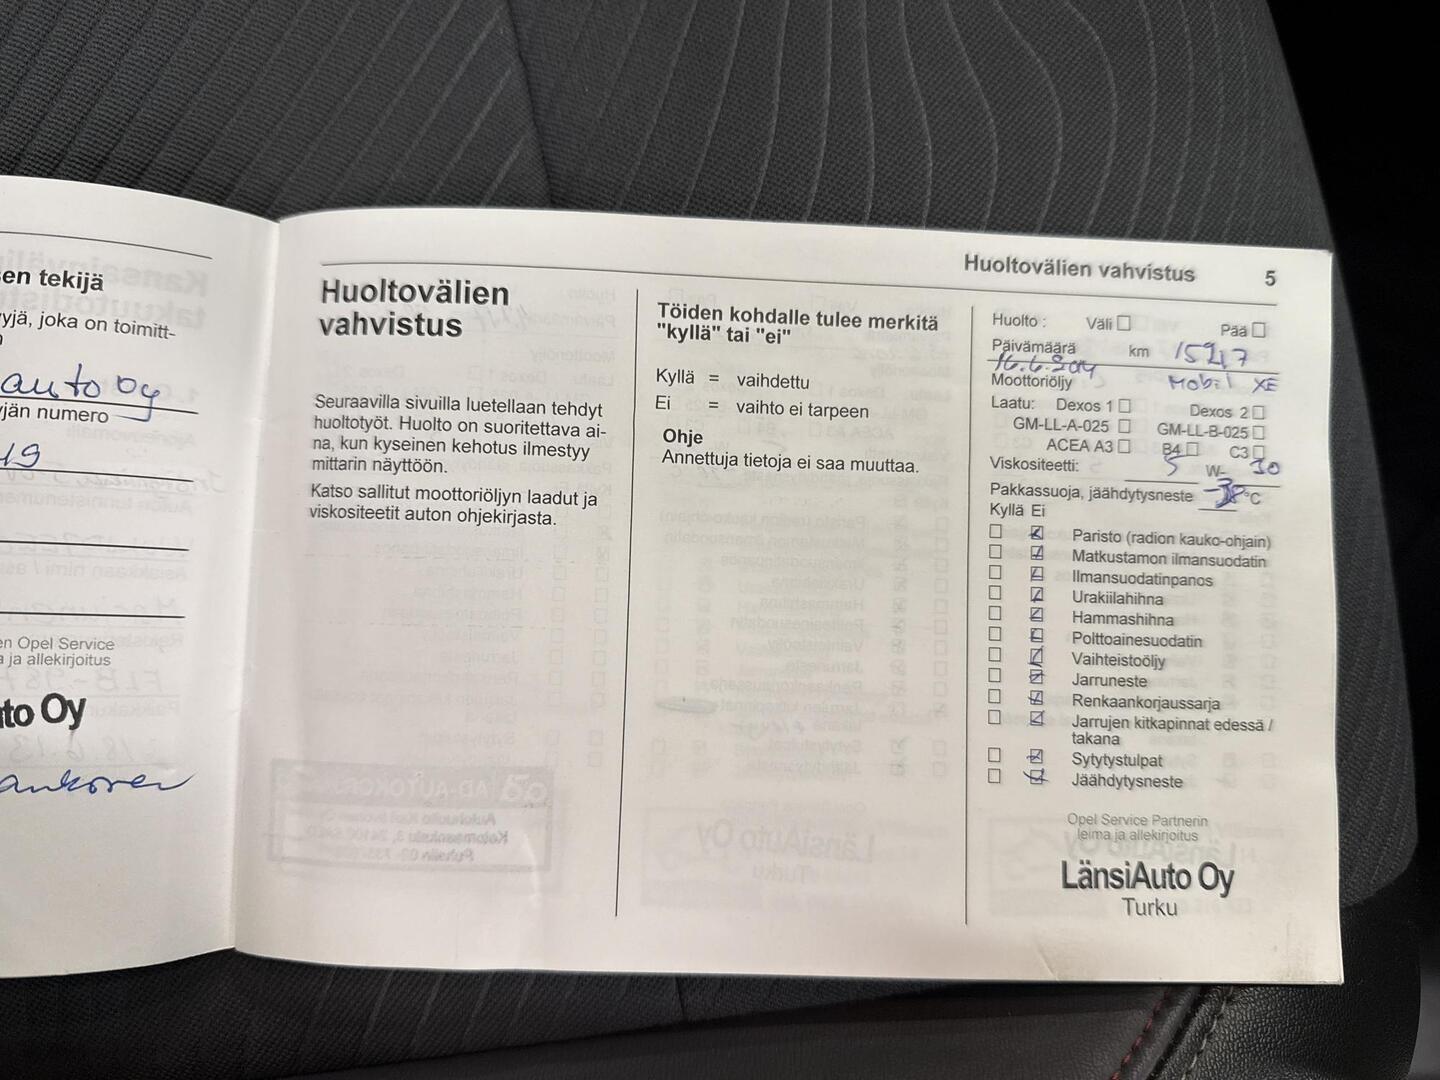 en tekijä
yjä, joka on toimitt-
auto oy
yjän numero
19
en Opel Service
a ja allekirjoitus
to Oy
Huoltovälien vahvistus 5
Huoltovälien
vahvistus
Seuraavilla sivuilla luetellaan tehdyt
huoltotyöt. Huolto on suoritettava ai-
na, kun kyseinen kehotus ilmestyy
mittarin näyttöön.
Katso sallitut moottoriöljyn laadut ja
viskositeetit auton ohjekirjasta.
Töiden kohdalle tulee merkitä
"kyllä" tai "ei"
Kyllä = vaihdettu
Ei = vaihto ei tarpeen
Ohje
Annettuja tietoja ei saa muuttaa.
Huolto : Väli ☐ Pää ☐
Päivämäärä km
16.6.2014
Moottoriöljy Mobil XE
Laatu: Dexos 1 ☐ Dexos 2 ☐
GM-LL-A-025 ☐ GM-LL-B-025 ☐
ACEA A3 ☐ B4 ☐ C3 ☐
Viskositeetti: 5 W- 30
Pakkassuoja, jäähdytysneste °C
Kyllä Ei
☐ ☑ Paristo (radion kauko-ohjain)
☐ ☑ Matkustamon ilmansuodatin
☐ ☑ Ilmansuodatinpanos
☐ ☑ Urakiilahihna
☐ ☑ Hammashihna
☐ ☑ Polttoainesuodatin
☐ ☑ Vaihteistoöljy
☐ ☑ Jarruneste
☐ ☑ Renkaankorjaussarja
☐ ☑ Jarrujen kitkapinnat edessä /
takana
☐ ☑ Sytytystulpat
☐ ☑ Jäähdytysneste
Opel Service Partnerin
leima ja allekirjoitus
LänsiAuto Oy
Turku